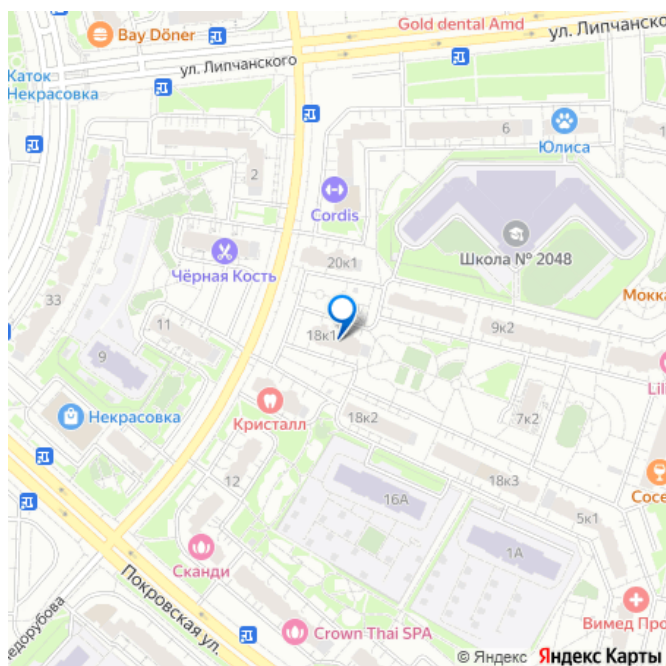 Gold dental Amd
ул. Липчанского
Bay Döner
ул. Липчанского
Каток
Некрасовка
6
Юлиса
2
Cordis
Школа № 2048
Чёрная Кость
20к1
33
11
18к1
9к2
9
Некрасовка
Кристалл
18к2
7к2
12
16А
18к3
5к1
1А
Сканди
Покровская ул.
Crown Thai SPA
© Яндекс Яндекс Карты